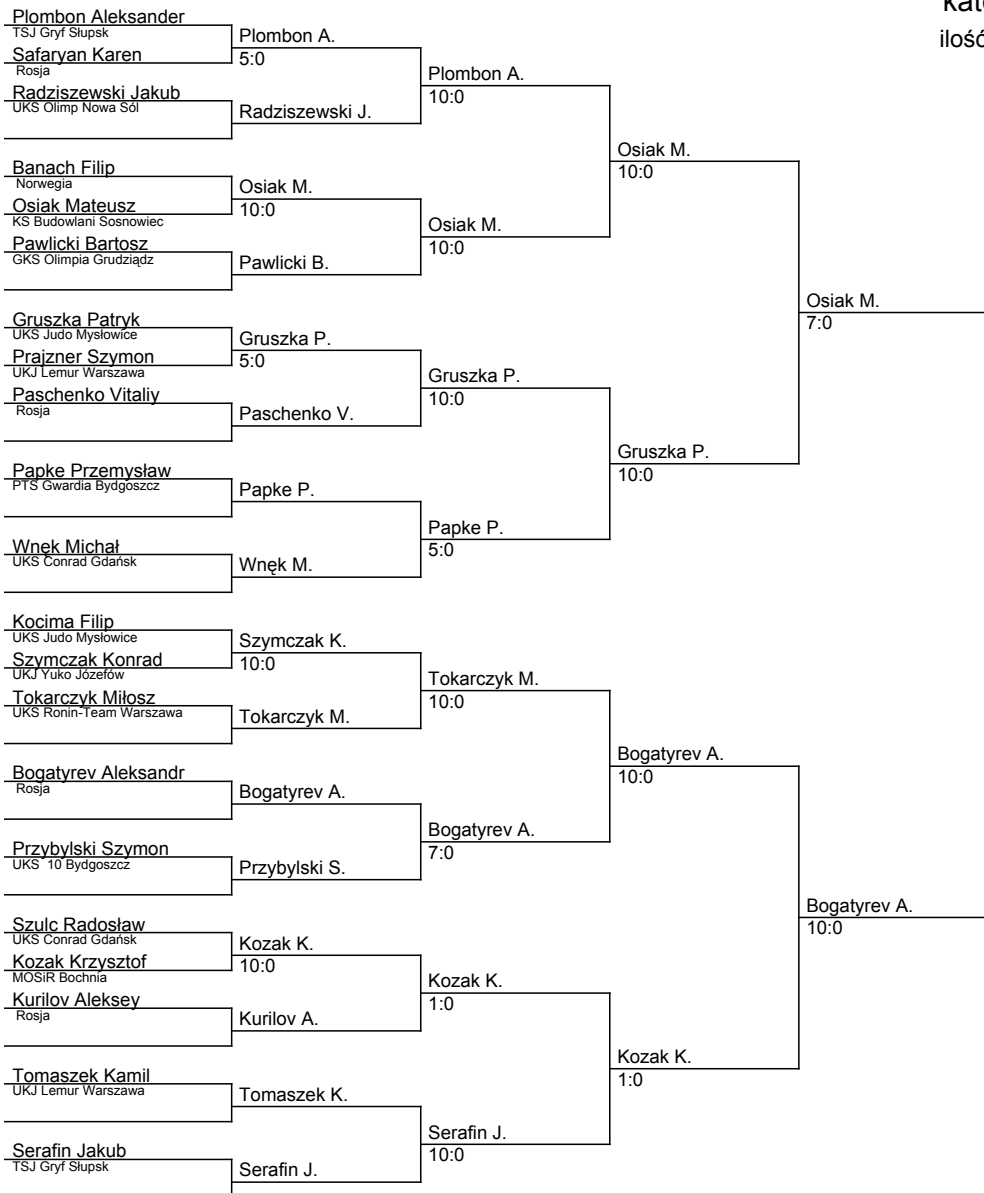 kat
ilość
Plombon Aleksander
TSJ Gryf Słupsk
Safaryan Karen
Rosja
Radziszewski Jakub
UKS Olimp Nowa Sól
Banach Filip
Norwegia
Osiak Mateusz
KS Budowlani Sosnowiec
Pawlicki Bartosz
GKS Olimpia Grudziądz
Gruszka Patryk
UKS Judo Mysłowice
Prajzner Szymon
UKJ Lemur Warszawa
Paschenko Vitaliy
Rosja
Papke Przemysław
PTS Gwardia Bydgoszcz
Wnęk Michał
UKS Conrad Gdańsk
Kocima Filip
UKS Judo Mysłowice
Szymczak Konrad
UKJ Yuko Józefów
Tokarczyk Miłosz
UKS Ronin-Team Warszawa
Bogatyrev Aleksandr
Rosja
Przybylski Szymon
UKS 10 Bydgoszcz
Szulc Radosław
UKS Conrad Gdańsk
Kozak Krzysztof
MOSiR Bochnia
Kurilov Aleksey
Rosja
Tomaszek Kamil
UKJ Lemur Warszawa
Serafin Jakub
TSJ Gryf Słupsk
Plombon A.
5:0
Radziszewski J.
Osiak M.
10:0
Pawlicki B.
Gruszka P.
5:0
Paschenko V.
Papke P.
Wnęk M.
Szymczak K.
10:0
Tokarczyk M.
Bogatyrev A.
Przybylski S.
Kozak K.
10:0
Kurilov A.
Tomaszek K.
Serafin J.
Plombon A.
10:0
Osiak M.
10:0
Gruszka P.
10:0
Papke P.
5:0
Tokarczyk M.
10:0
Bogatyrev A.
7:0
Kozak K.
1:0
Serafin J.
10:0
Osiak M.
10:0
Gruszka P.
10:0
Bogatyrev A.
10:0
Kozak K.
1:0
Osiak M.
7:0
Bogatyrev A.
10:0